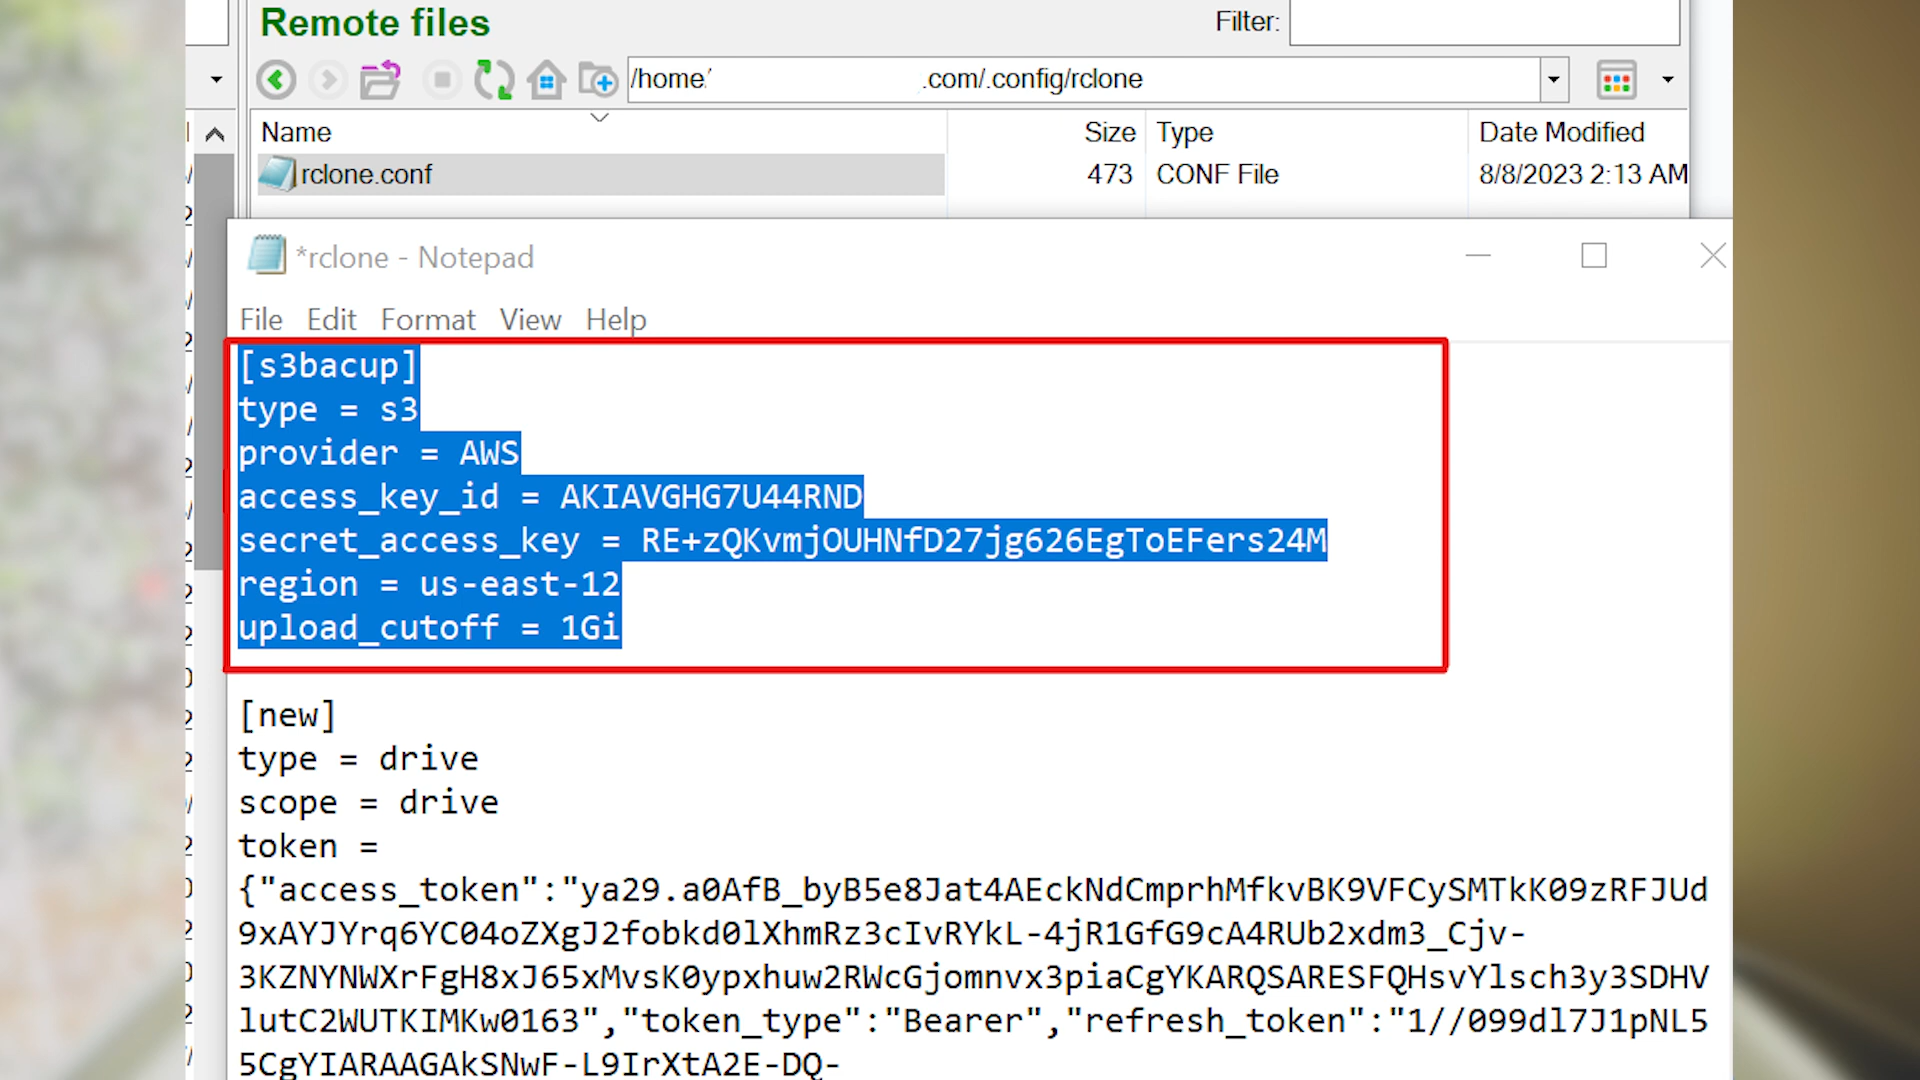 Remote files
Filter:
/home/ .com/.config/rclone
Name Size Type Date Modified
rclone.conf 473 CONF File 8/8/2023 2:13 AM
*rclone - Notepad
File Edit Format View Help
[s3bacup]
type = s3
provider = AWS
access_key_id = AKIAVGHG7U44RND
secret_access_key = RE+zQKvmjOUHNfD27jg626EgToEFers24M
region = us-east-12
upload_cutoff = 1Gi
[new]
type = drive
scope = drive
token =
{"access_token":"ya29.a0AfB_byB5e8Jat4AEckNdCmprhMfkvBK9VFCySMTkK09zRFJUd
9xAYJYrq6YC04oZXgJ2fobkd0lXhmRz3cIvRYkL-4jR1GfG9cA4RUb2xdm3_Cjv-
3KZNYNWXrFgH8xJ65xMvsK0ypxhuw2RWcGjomnvx3piaCgYKARQSARESFQHsvYlsch3y3SDHV
lutC2WUTKIMKw0163","token_type":"Bearer","refresh_token":"1//099dl7J1pNL5
5CgYIARAAGAkSNwF-L9IrXtA2E-DQ-